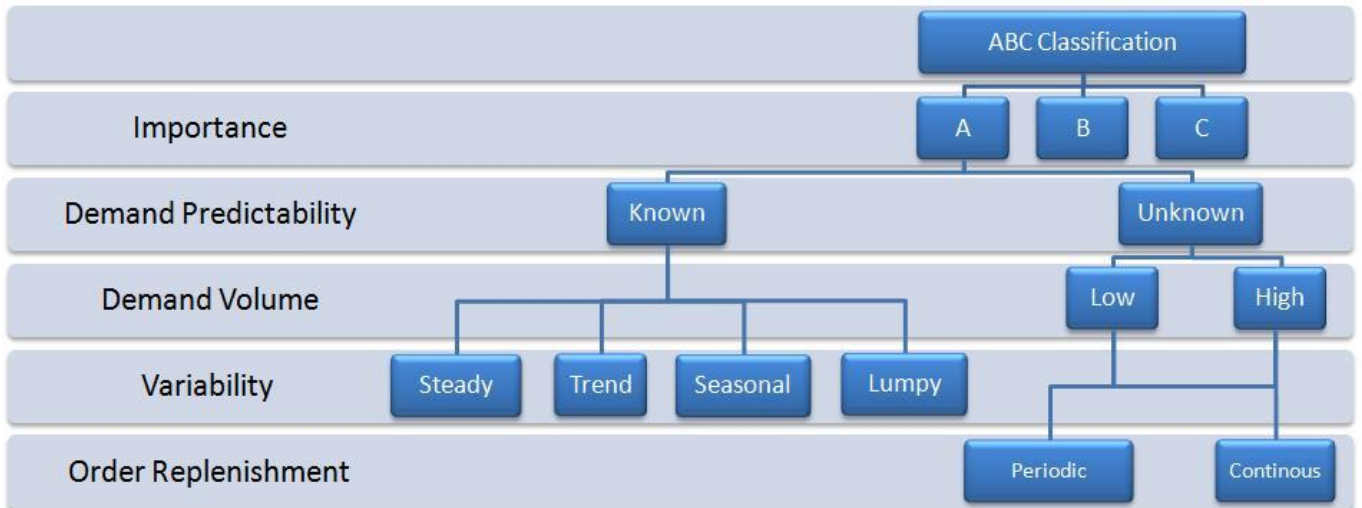 ABC Classification
Importance
A
B
C
Demand Predictability
Known
Unknown
Demand Volume
Low
High
Variability
Steady
Trend
Seasonal
Lumpy
Order Replenishment
Periodic
Continous